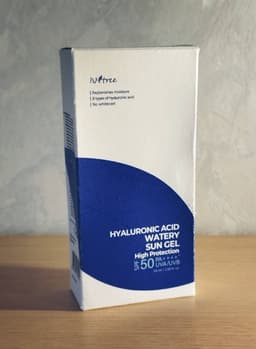 isntree
Replenishes moisture
8 types of hyaluronic acid
No whitecast
HYALURONIC ACID
WATERY
SUN GEL
High Protection
SPF 50 PA++++
UVA/UVB